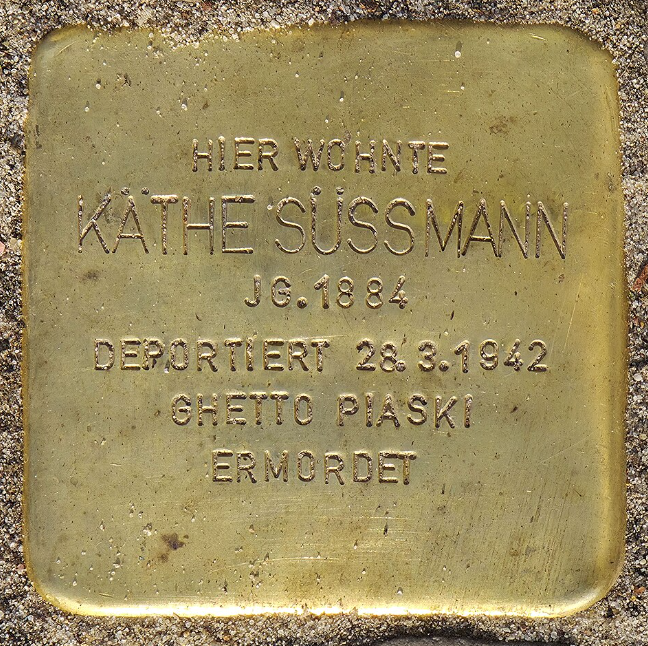 HIER WOHNTE
KÄTHE SÜSSMANN
JG. 1884
DEPORTIERT 28.3.1942
GHETTO PIASKI
ERMORDET